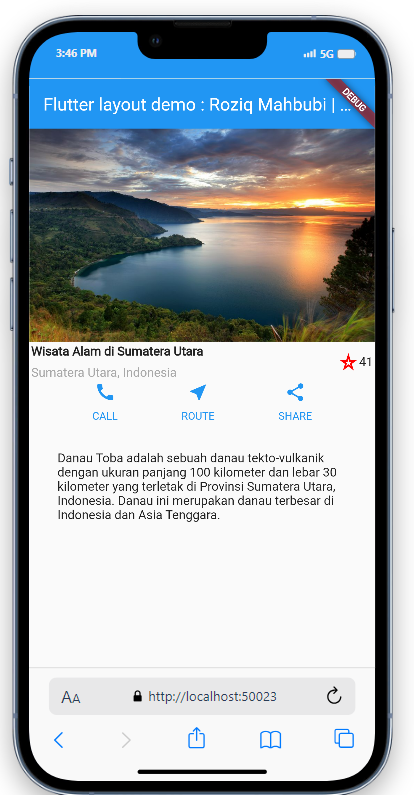 3:46 PM
5G
Flutter layout demo : Roziq Mahbubi | ...
DEBUG
Wisata Alam di Sumatera Utara
41
Sumatera Utara, Indonesia
CALL
ROUTE
SHARE
Danau Toba adalah sebuah danau tekto-vulkanik
dengan ukuran panjang 100 kilometer dan lebar 30
kilometer yang terletak di Provinsi Sumatera Utara,
Indonesia. Danau ini merupakan danau terbesar di
Indonesia dan Asia Tenggara.
AA
http://localhost:50023